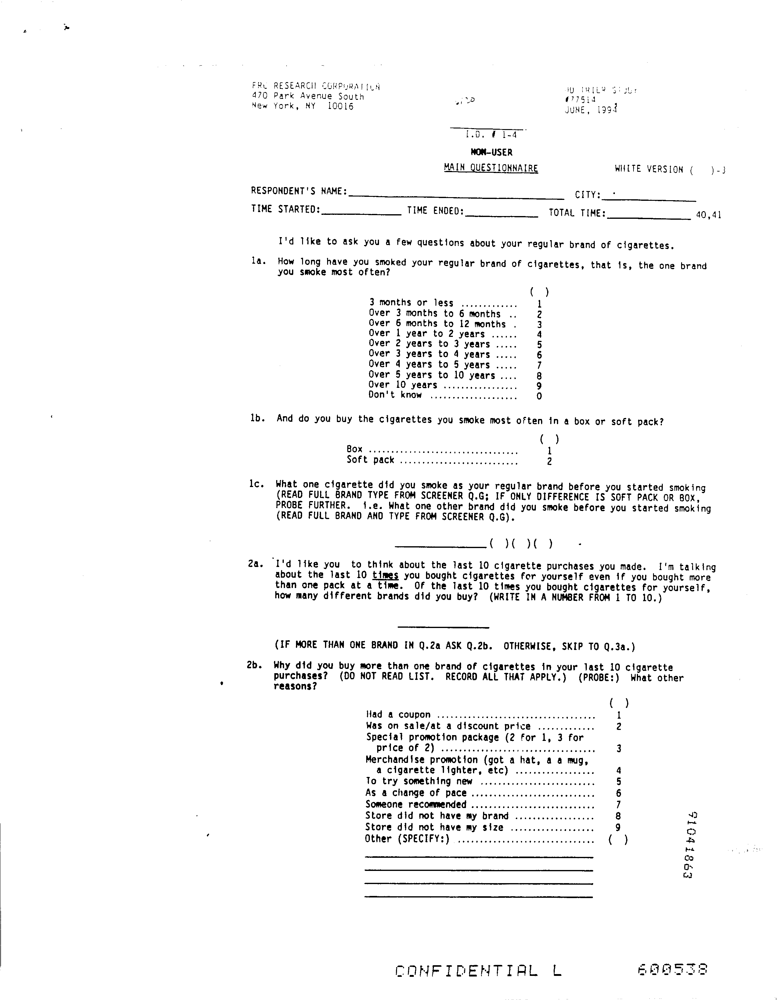 FRC RESEARCH CORPORATION
470 Park Avenue South
New York, NY 10016
#77514
JUNE, 1994
I.D. # 1-4
NON-USER
MAIN QUESTIONNAIRE
WHITE VERSION ( )-1
RESPONDENT'S NAME: CITY:
TIME STARTED: TIME ENDED: TOTAL TIME: 40,41
I'd like to ask you a few questions about your regular brand of cigarettes.
1a. How long have you smoked your regular brand of cigarettes, that is, the one brand
you smoke most often?
( )
3 months or less ............. 1
Over 3 months to 6 months .. 2
Over 6 months to 12 months . 3
Over 1 year to 2 years ...... 4
Over 2 years to 3 years ..... 5
Over 3 years to 4 years ..... 6
Over 4 years to 5 years ..... 7
Over 5 years to 10 years .... 8
Over 10 years ................. 9
Don't know .................... 0
1b. And do you buy the cigarettes you smoke most often in a box or soft pack?
( )
Box .................................. 1
Soft pack ........................... 2
1c. What one cigarette did you smoke as your regular brand before you started smoking
(READ FULL BRAND TYPE FROM SCREENER Q.G; IF ONLY DIFFERENCE IS SOFT PACK OR BOX,
PROBE FURTHER. i.e. What one other brand did you smoke before you started smoking
(READ FULL BRAND AND TYPE FROM SCREENER Q.G).
( )( )( )
2a. I'd like you to think about the last 10 cigarette purchases you made. I'm talking
about the last 10 times you bought cigarettes for yourself even if you bought more
than one pack at a time. Of the last 10 times you bought cigarettes for yourself,
how many different brands did you buy? (WRITE IN A NUMBER FROM 1 TO 10.)
(IF MORE THAN ONE BRAND IN Q.2a ASK Q.2b. OTHERWISE, SKIP TO Q.3a.)
2b. Why did you buy more than one brand of cigarettes in your last 10 cigarette
purchases? (DO NOT READ LIST. RECORD ALL THAT APPLY.) (PROBE:) What other
reasons?
( )
Had a coupon .................................... 1
Was on sale/at a discount price ............. 2
Special promotion package (2 for 1, 3 for
price of 2) ................................... 3
Merchandise promotion (got a hat, a a mug,
a cigarette lighter, etc) .................. 4
To try something new .......................... 5
As a change of pace ............................ 6
Someone recommended ............................ 7
Store did not have my brand .................. 8
Store did not have my size ................... 9
Other (SPECIFY:) ............................... ( )
91041863
CONFIDENTIAL L 600538